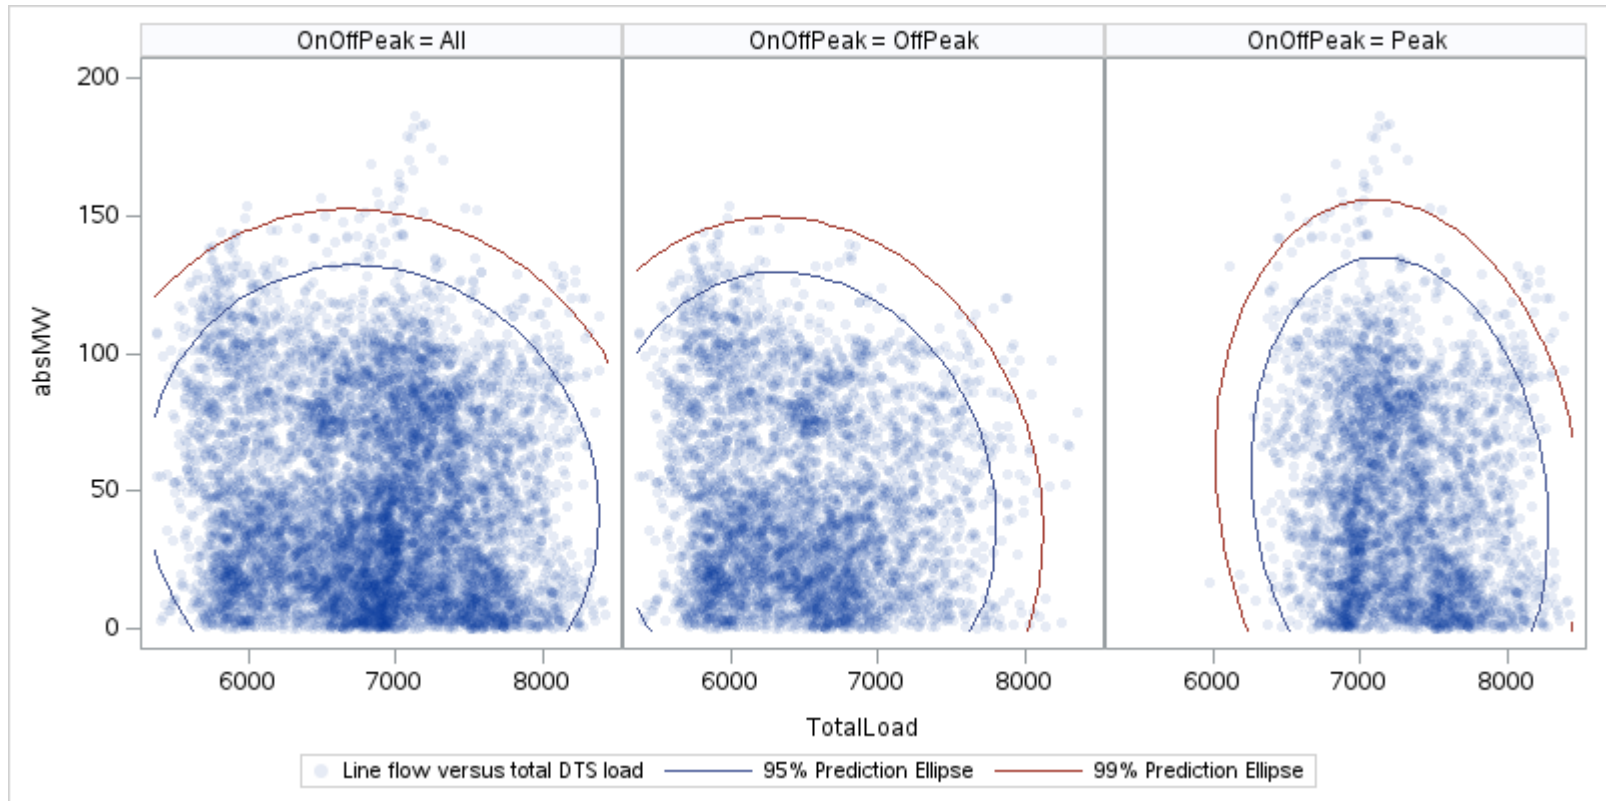 OnOffPeak = All
OnOffPeak = OffPeak
OnOffPeak = Peak
200
150
100
50
0
absMW
6000 7000 8000
6000 7000 8000
6000 7000 8000
TotalLoad
Line flow versus total DTS load
95% Prediction Ellipse
99% Prediction Ellipse